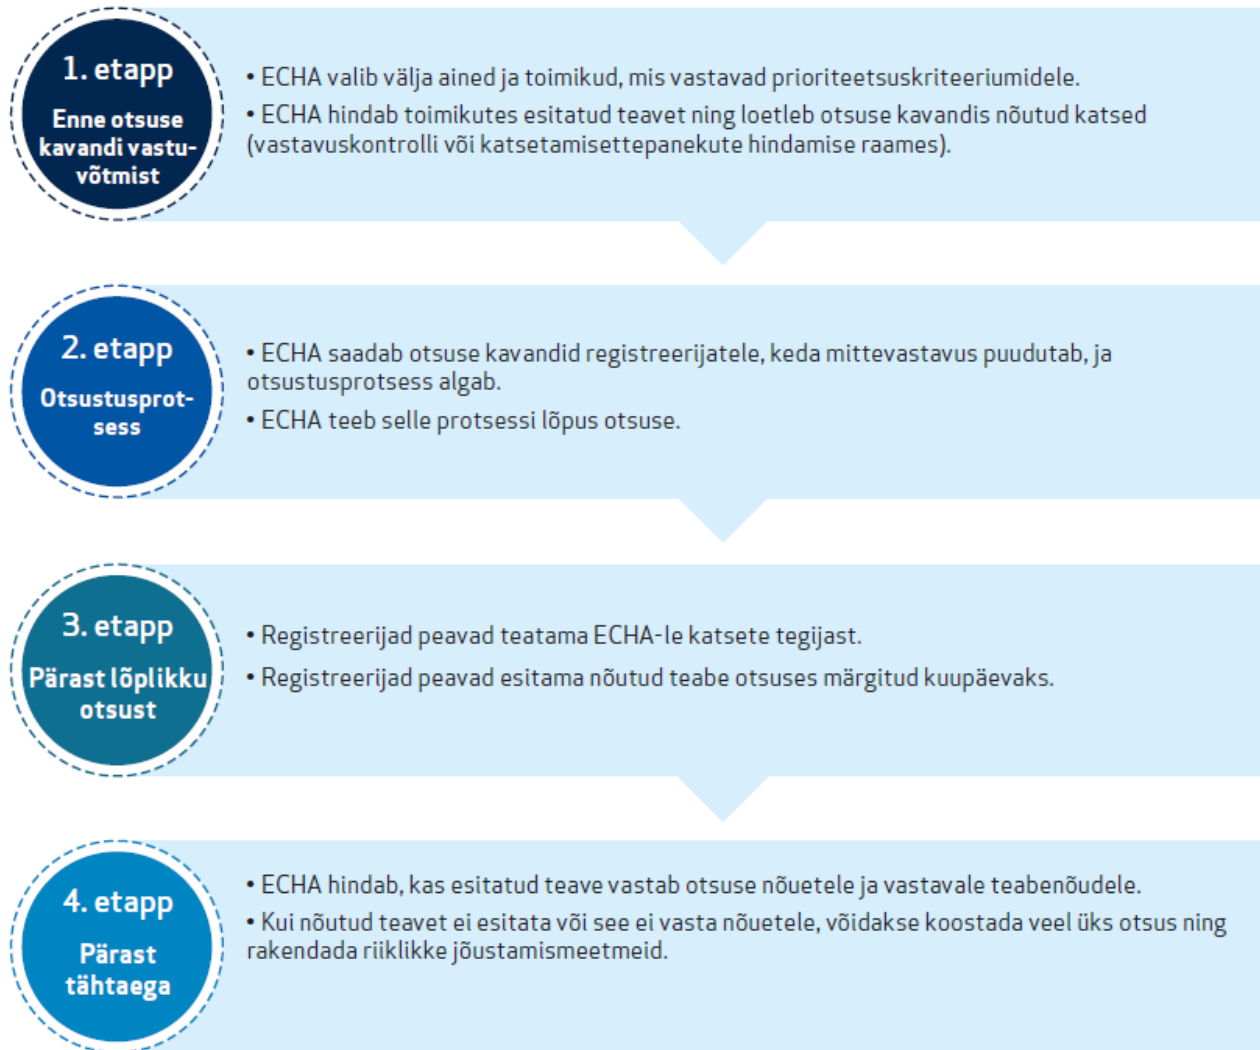 1. etapp
Enne otsuse
kavandi vastu-
võtmist
• ECHA valib välja ained ja toimikud, mis vastavad prioriteetsuskriteeriumidele.
• ECHA hindab toimikutes esitatud teavet ning loetleb otsuse kavandis nõutud katsed
(vastavuskontrolli või katsetamisettepanekute hindamise raames).
2. etapp
Otsustusprot-
sess
• ECHA saadab otsuse kavandid registreerijatele, keda mittevastavus puudutab, ja
otsustusprotsess algab.
• ECHA teeb selle protsessi lõpus otsuse.
3. etapp
Pärast lõplikku
otsust
• Registreerijad peavad teatama ECHA-le katsete tegijast.
• Registreerijad peavad esitama nõutud teabe otsuses märgitud kuupäevaks.
4. etapp
Pärast
tähtaega
• ECHA hindab, kas esitatud teave vastab otsuse nõuetele ja vastavale teabenõudele.
• Kui nõutud teavet ei esitata või see ei vasta nõuetele, võidakse koostada veel üks otsus ning
rakendada riiklikke jõustamismeetmeid.